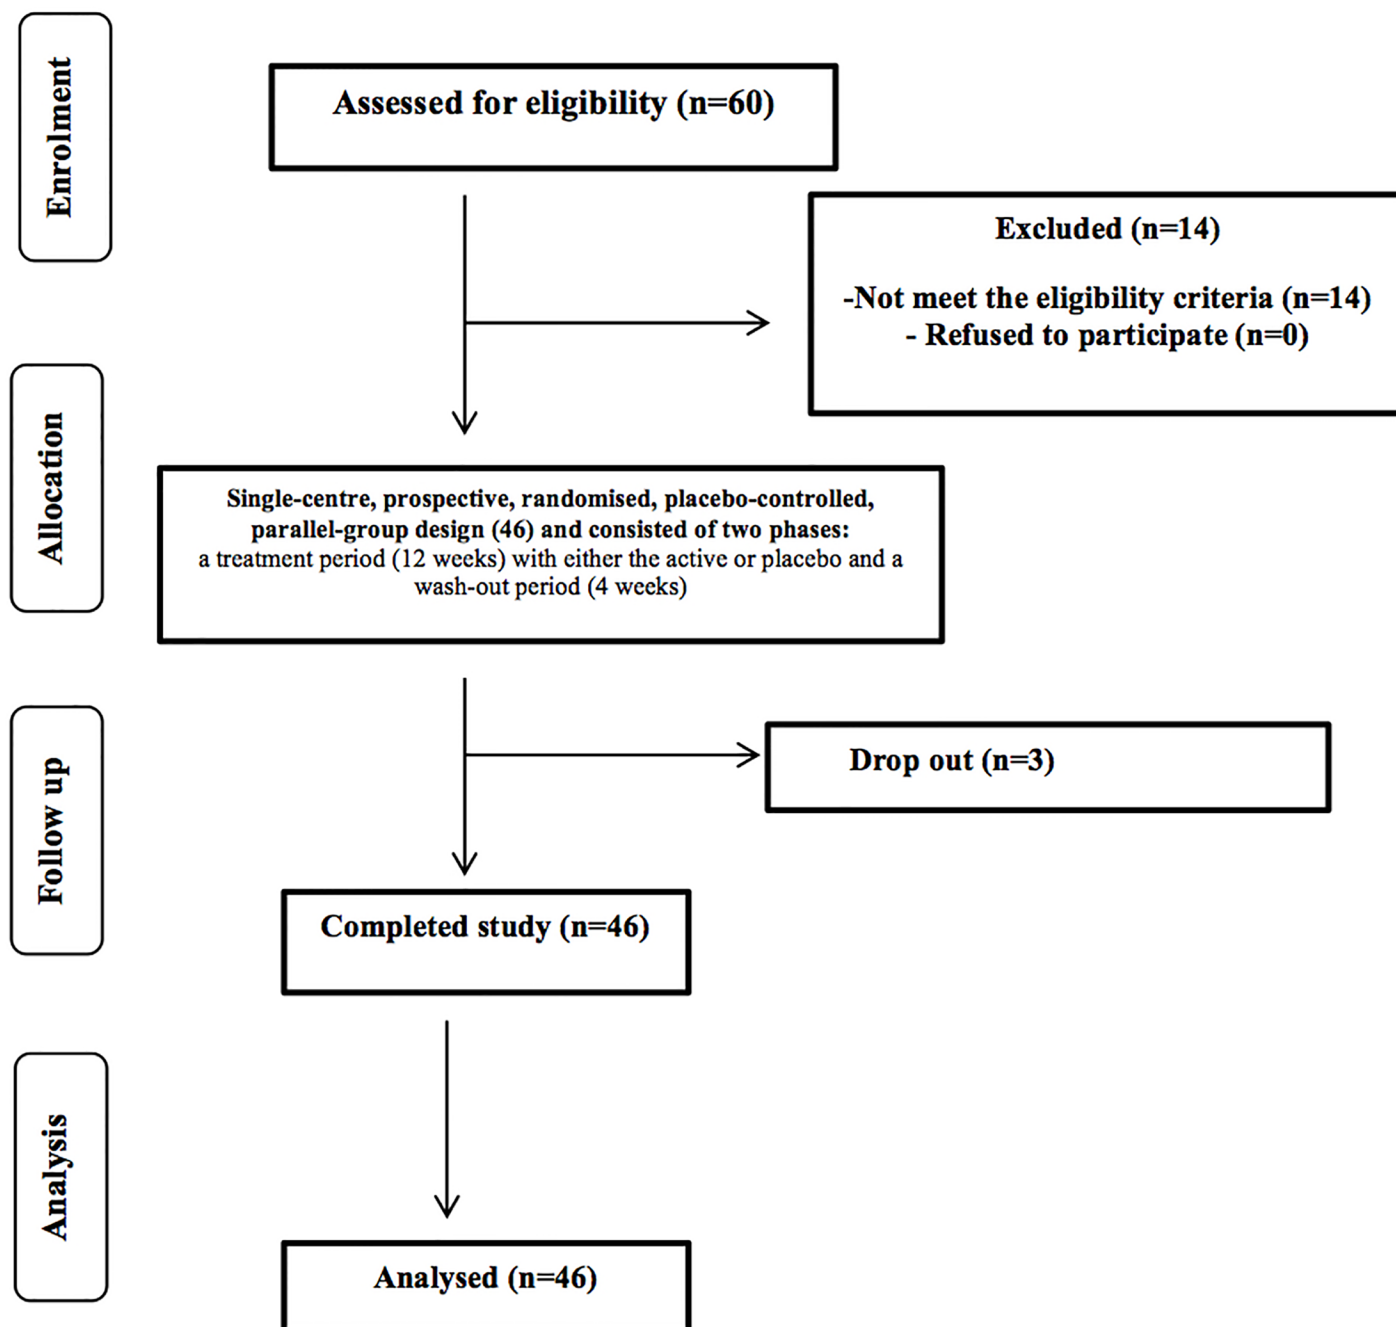 Enrolment
Assessed for eligibility (n=60)
Excluded (n=14)
-Not meet the eligibility criteria (n=14)
- Refused to participate (n=0)
Allocation
Single-centre, prospective, randomised, placebo-controlled,
parallel-group design (46) and consisted of two phases:
a treatment period (12 weeks) with either the active or placebo and a
wash-out period (4 weeks)
Follow up
Drop out (n=3)
Completed study (n=46)
Analysis
Analysed (n=46)